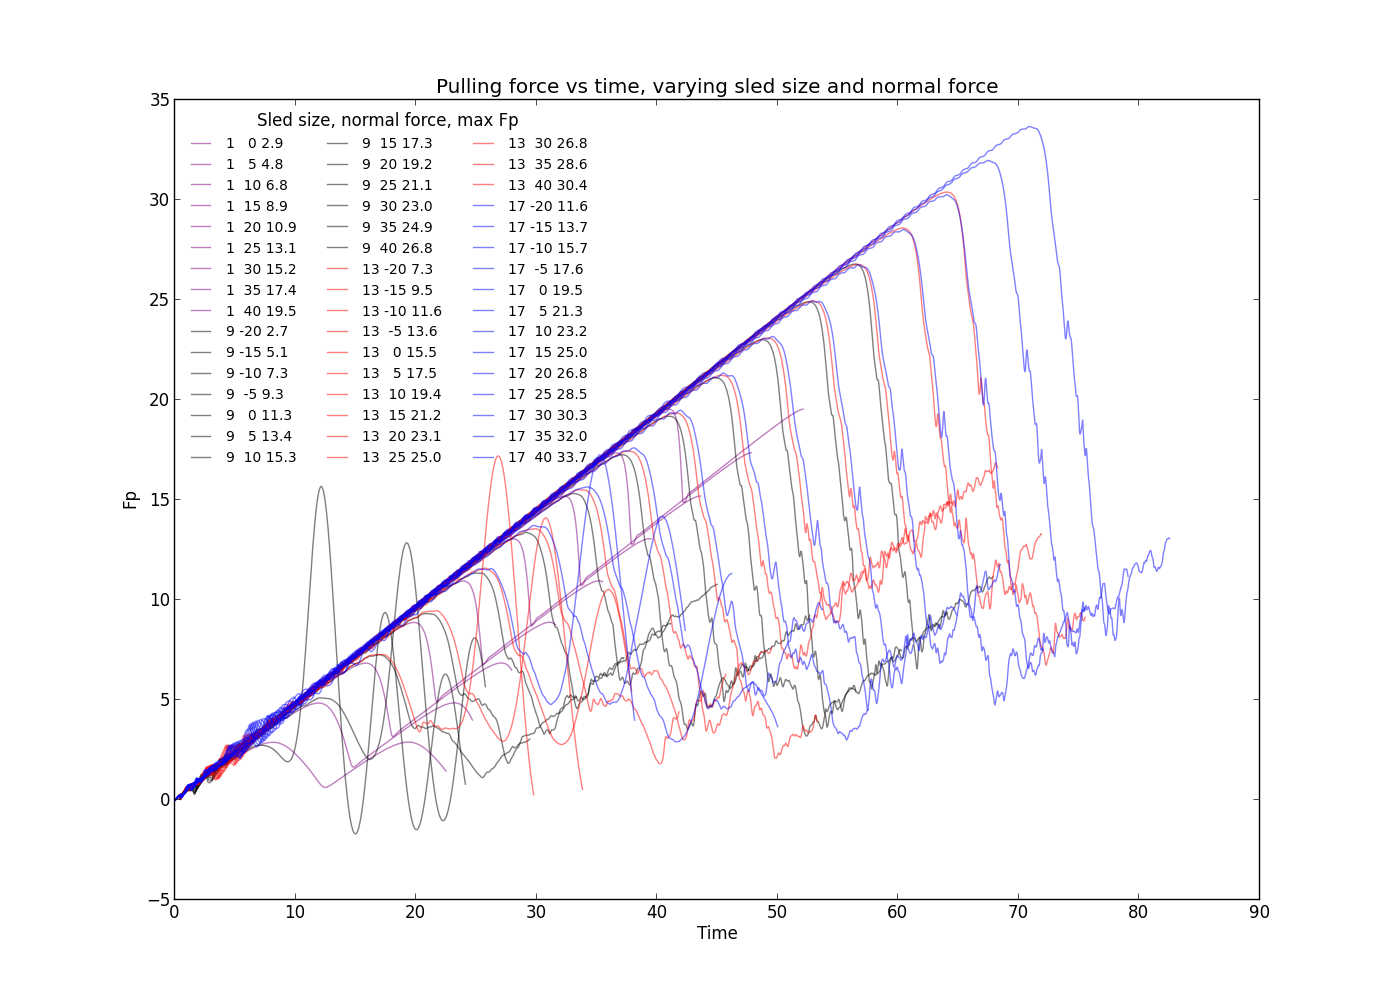 Pulling force vs time, varying sled size and normal force
Sled size, normal force, max Fp
1   0 2.9
1   5 4.8
1  10 6.8
1  15 8.9
1  20 10.9
1  25 13.1
1  30 15.2
1  35 17.4
1  40 19.5
9 -20 2.7
9 -15 5.1
9 -10 7.3
9  -5 9.3
9   0 11.3
9   5 13.4
9  10 15.3
9  15 17.3
9  20 19.2
9  25 21.1
9  30 23.0
9  35 24.9
9  40 26.8
13 -20 7.3
13 -15 9.5
13 -10 11.6
13  -5 13.6
13   0 15.5
13   5 17.5
13  10 19.4
13  15 21.2
13  20 23.1
13  25 25.0
13  30 26.8
13  35 28.6
13  40 30.4
17 -20 11.6
17 -15 13.7
17 -10 15.7
17  -5 17.6
17   0 19.5
17   5 21.3
17  10 23.2
17  15 25.0
17  20 26.8
17  25 28.5
17  30 30.3
17  35 32.0
17  40 33.7
35
30
25
20
15
10
5
0
−5
Fp
0 10 20 30 40 50 60 70 80 90
Time